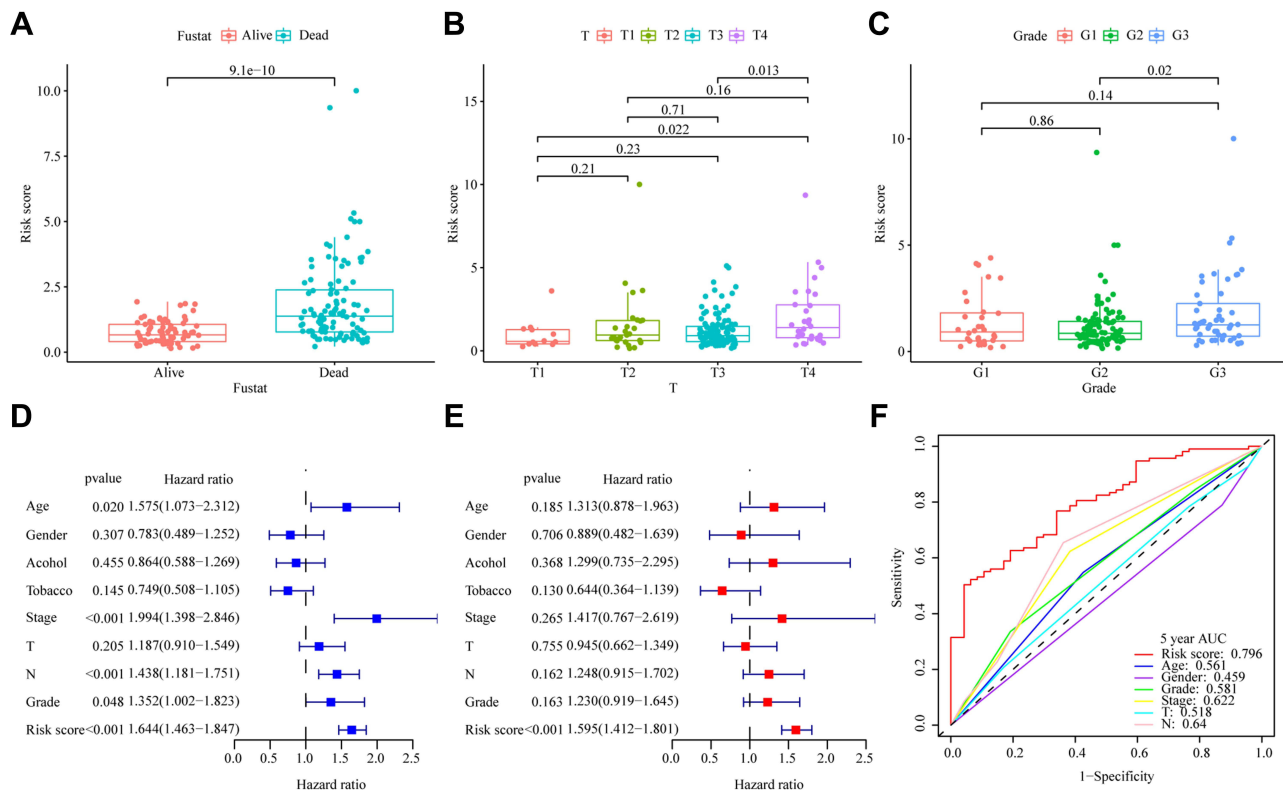 A
Fustat Alive Dead
9.1e−10
10.0
7.5
5.0
2.5
0.0
Risk score
Alive Dead
Fustat
B
T T1 T2 T3 T4
0.013
0.16
0.71
0.022
0.23
0.21
15
10
5
0
Risk score
T1 T2 T3 T4
T
C
Grade G1 G2 G3
0.02
0.14
0.86
10
5
0
Risk score
G1 G2 G3
Grade
D
pvalue Hazard ratio
Age 0.020 1.575(1.073−2.312)
Gender 0.307 0.783(0.489−1.252)
Acohol 0.455 0.864(0.588−1.269)
Tobacco 0.145 0.749(0.508−1.105)
Stage <0.001 1.994(1.398−2.846)
T 0.205 1.187(0.910−1.549)
N <0.001 1.438(1.181−1.751)
Grade 0.048 1.352(1.002−1.823)
Risk score <0.001 1.644(1.463−1.847)
0.0 0.5 1.0 1.5 2.0 2.5
Hazard ratio
E
pvalue Hazard ratio
Age 0.185 1.313(0.878−1.963)
Gender 0.706 0.889(0.482−1.639)
Acohol 0.368 1.299(0.735−2.295)
Tobacco 0.130 0.644(0.364−1.139)
Stage 0.265 1.417(0.767−2.619)
T 0.755 0.945(0.662−1.349)
N 0.162 1.248(0.915−1.702)
Grade 0.163 1.230(0.919−1.645)
Risk score <0.001 1.595(1.412−1.801)
0.0 0.5 1.0 1.5 2.0 2.5
Hazard ratio
F
1.0
0.8
0.6
0.4
0.2
0.0
Sensitivity
5 year AUC
Risk score: 0.796
Age: 0.561
Gender: 0.459
Grade: 0.581
Stage: 0.622
T: 0.518
N: 0.64
0.0 0.2 0.4 0.6 0.8 1.0
1−Specificity